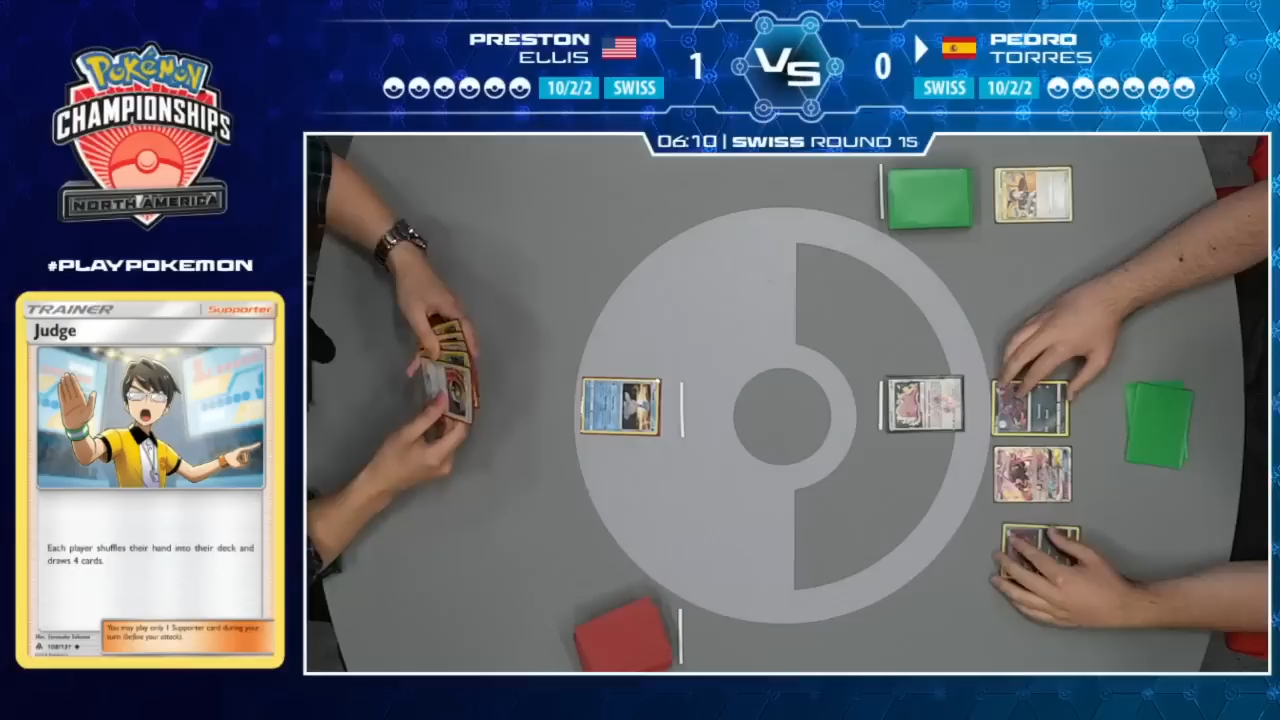 PRESTON
ELLIS
1
VS
0
PEDRO
TORRES
10/2/2
SWISS
SWISS
10/2/2
06:10 | SWISS ROUND 15
Pokémon
CHAMPIONSHIPS
NORTH AMERICA
#PLAYPOKEMON
TRAINER
Supporter
Judge
Each player shuffles their hand into their deck and
draws 4 cards.
You may play only 1 Supporter card during your
turn (before your attack).
108/131